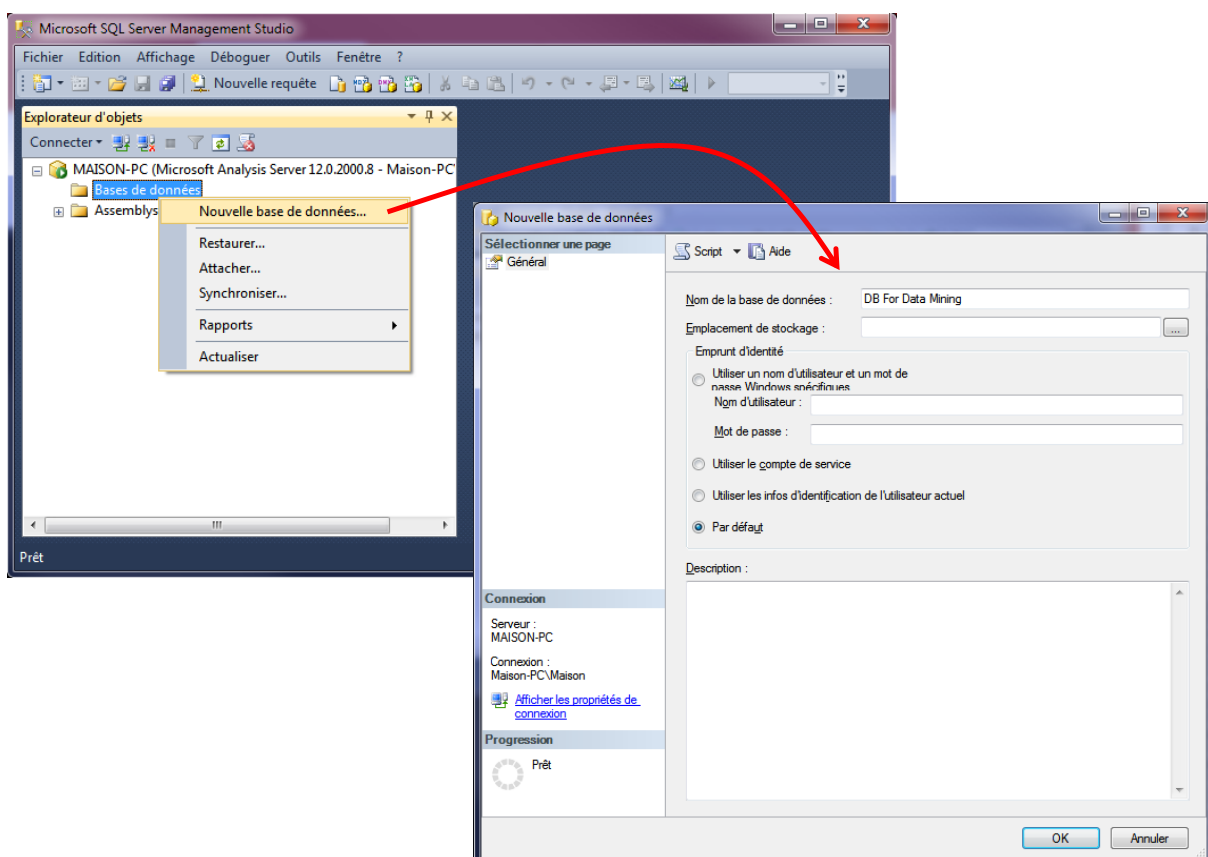 Microsoft SQL Server Management Studio
Fichier Edition Affichage Déboguer Outils Fenêtre ?
Nouvelle requête
Explorateur d'objets
Connecter
MAISON-PC (Microsoft Analysis Server 12.0.2000.8 - Maison-PC
Bases de données
Assemblys
Nouvelle base de données...
Restaurer...
Attacher...
Synchroniser...
Rapports
Actualiser
Prêt
Nouvelle base de données
Sélectionner une page
Général
Script Aide
Nom de la base de données : DB For Data Mining
Emplacement de stockage : ...
Emprunt d'identité
Utiliser un nom d'utilisateur et un mot de
passe Windows spécifiques
Nom d'utilisateur :
Mot de passe :
Utiliser le compte de service
Utiliser les infos d'identification de l'utilisateur actuel
Par défaut
Description :
Connexion
Serveur :
MAISON-PC
Connexion :
Maison-PC\Maison
Afficher les propriétés de
connexion
Progression
Prêt
OK Annuler